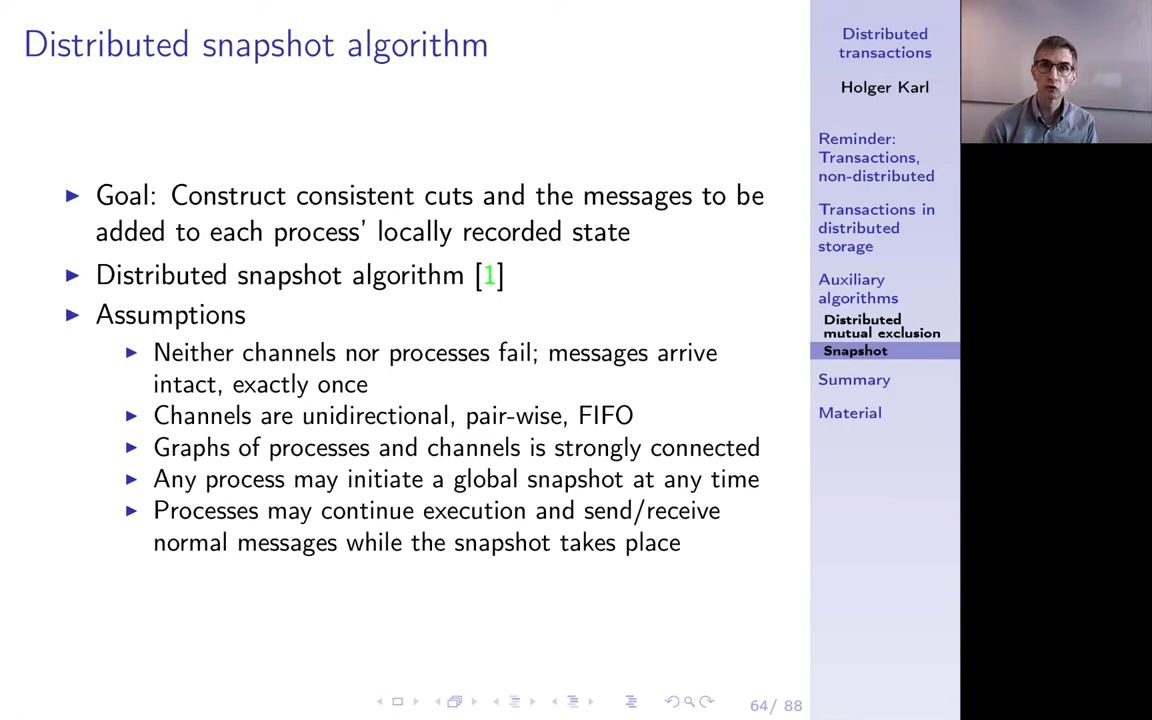 Distributed snapshot algorithm
Goal: Construct consistent cuts and the messages to be
added to each process' locally recorded state
Distributed snapshot algorithm [1]
Assumptions
Neither channels nor processes fail; messages arrive
intact, exactly once
Channels are unidirectional, pair-wise, FIFO
Graphs of processes and channels is strongly connected
Any process may initiate a global snapshot at any time
Processes may continue execution and send/receive
normal messages while the snapshot takes place
64/ 88
Distributed
transactions
Holger Karl
Reminder:
Transactions,
non-distributed
Transactions in
distributed
storage
Auxiliary
algorithms
Distributed
mutual exclusion
Snapshot
Summary
Material